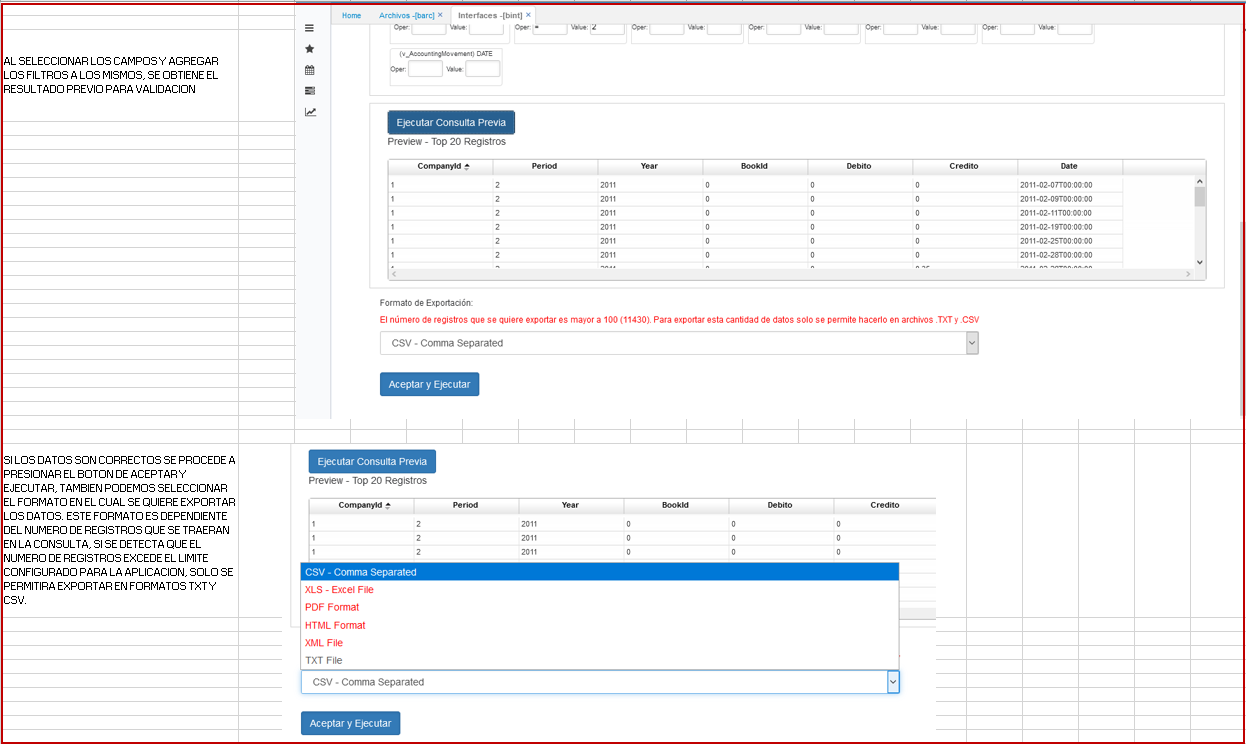 Home Archivos -[barc] × Interfaces -[bint] ×
Oper: Value: Oper: = Value: 2 Oper: Value: Oper: Value: Oper: Value: Oper: Value:
(v_AccountingMovement) DATE
Oper: Value:
AL SELECCIONAR LOS CAMPOS Y AGREGAR
LOS FILTROS A LOS MISMOS, SE OBTIENE EL
RESULTADO PREVIO PARA VALIDACION
Ejecutar Consulta Previa
Preview - Top 20 Registros
CompanyId Period Year BookId Debito Credito Date
1 2 2011 0 0 0 2011-02-07T00:00:00
1 2 2011 0 0 0 2011-02-09T00:00:00
1 2 2011 0 0 0 2011-02-11T00:00:00
1 2 2011 0 0 0 2011-02-19T00:00:00
1 2 2011 0 0 0 2011-02-25T00:00:00
1 2 2011 0 0 0 2011-02-28T00:00:00
Formato de Exportación:
El número de registros que se quiere exportar es mayor a 100 (11430). Para exportar esta cantidad de datos solo se permite hacerlo en archivos .TXT y .CSV
CSV - Comma Separated
Aceptar y Ejecutar
SI LOS DATOS SON CORRECTOS SE PROCEDE A
PRESIONAR EL BOTON DE ACEPTAR Y
EJECUTAR, TAMBIEN PODEMOS SELECCIONAR
EL FORMATO EN EL CUAL SE QUIERE EXPORTAR
LOS DATOS. ESTE FORMATO ES DEPENDIENTE
DEL NUMERO DE REGISTROS QUE SE TRAERAN
EN LA CONSULTA, SI SE DETECTA QUE EL
NUMERO DE REGISTROS EXCEDE EL LIMITE
CONFIGURADO PARA LA APLICACION, SOLO SE
PERMITIRA EXPORTAR EN FORMATOS TXT Y
CSV.
Ejecutar Consulta Previa
Preview - Top 20 Registros
CompanyId Period Year BookId Debito Credito
1 2 2011 0 0 0
1 2 2011 0 0 0
1 2 2011 0 0 0
CSV - Comma Separated
XLS - Excel File
PDF Format
HTML Format
XML File
TXT File
CSV - Comma Separated
Aceptar y Ejecutar